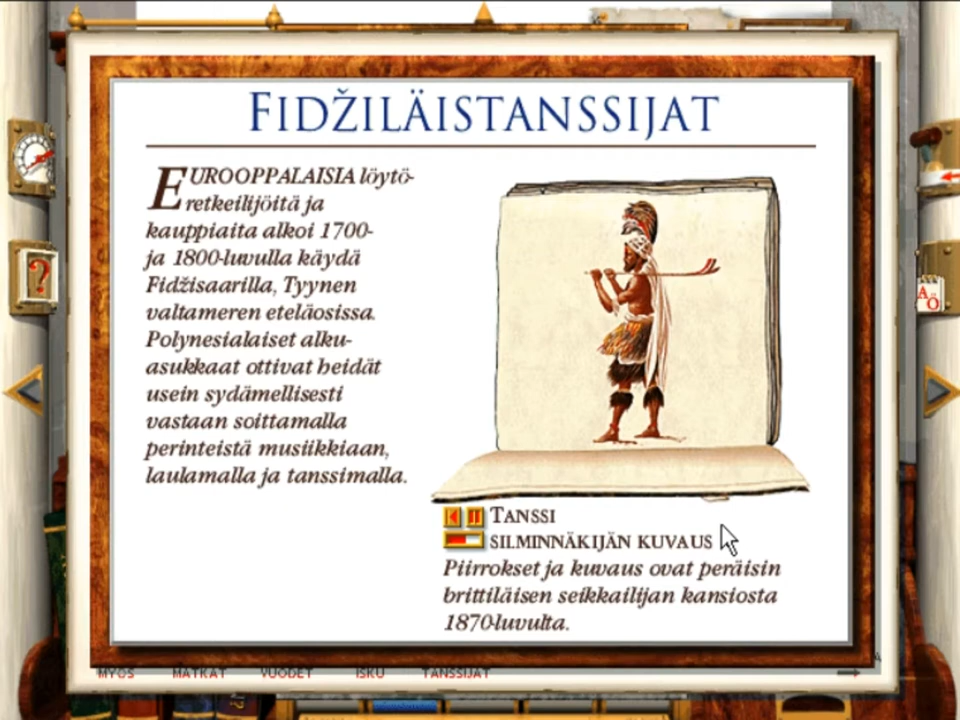 FIDŽILÄISTANSSIJAT
EUROOPPALAISIA löytö-
retkeilijöitä ja
kauppiaita alkoi 1700-
ja 1800-luvulla käydä
Fidžisaarilla, Tyynen
valtameren eteläosissa.
Polynesialaiset alku-
asukkaat ottivat heidät
usein sydämellisesti
vastaan soittamalla
perinteistä musiikkiaan,
laulamalla ja tanssimalla.
TANSSI
SILMINNÄKIJÄN KUVAUS
Piirrokset ja kuvaus ovat peräisin
brittiläisen seikkailijan kansiosta
1870-luvulta.
MYÖS MATKAT VUODET ISKU TANSSIJAT
?
A Ö